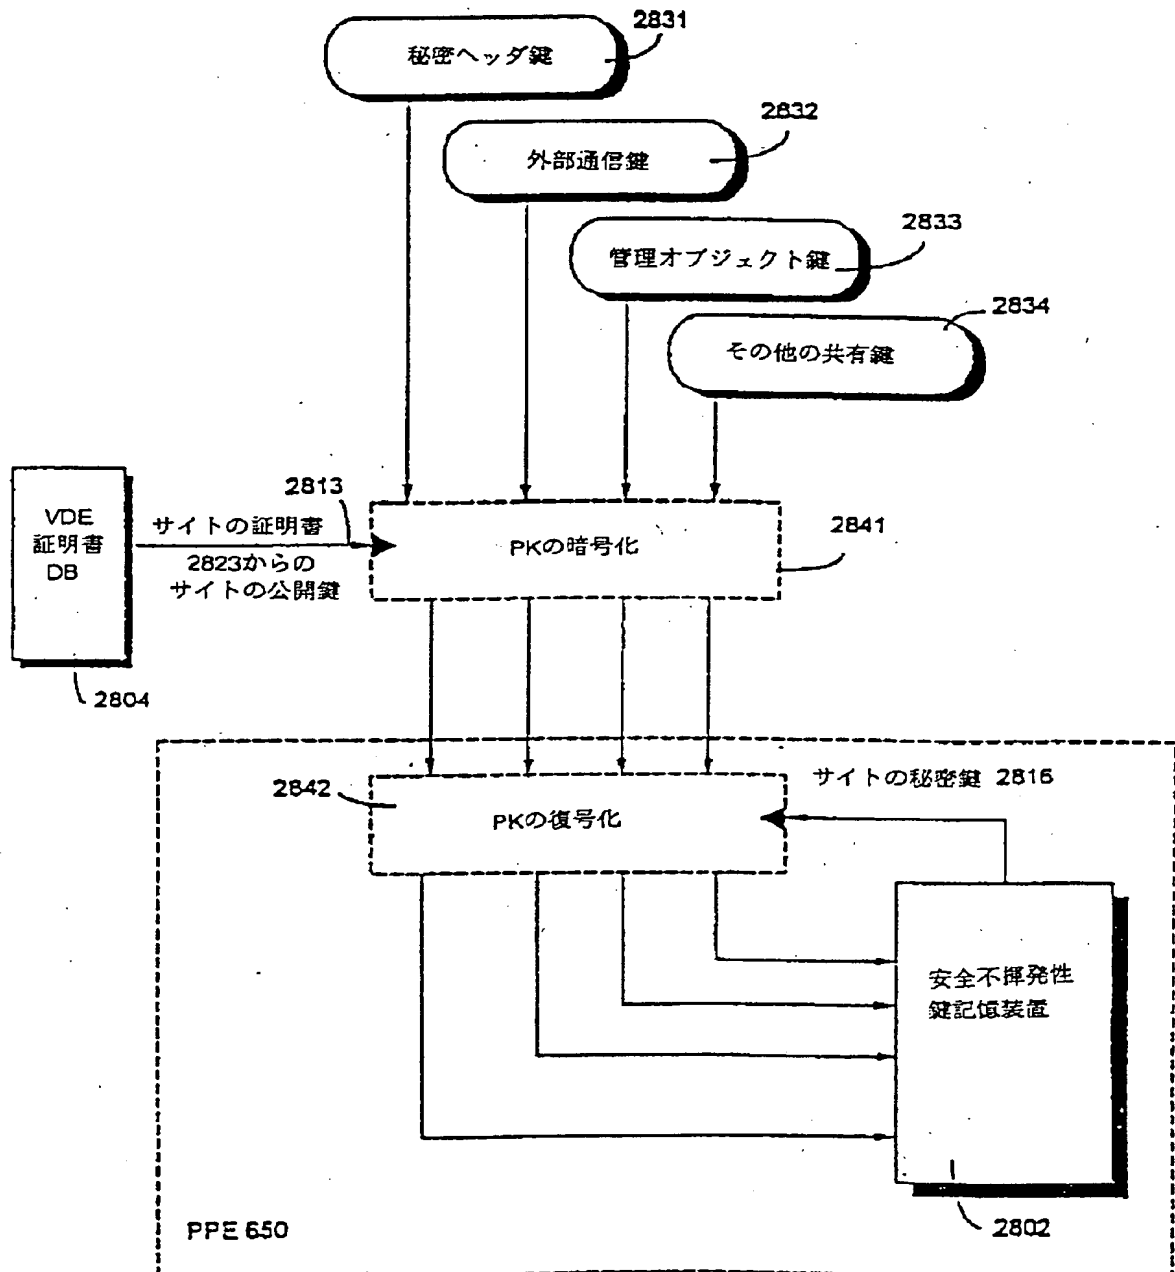 2831
秘密ヘッダ鍵
2832
外部通信鍵
2833
管理オブジェクト鍵
2834
その他の共有鍵
2813
VDE
証明書
DB
サイトの証明書
2823からの
サイトの公開鍵
PKの暗号化
2841
2804
2842
PKの復号化
サイトの秘密鍵 2816
安全不揮発性
鍵記憶装置
2802
PPE 650